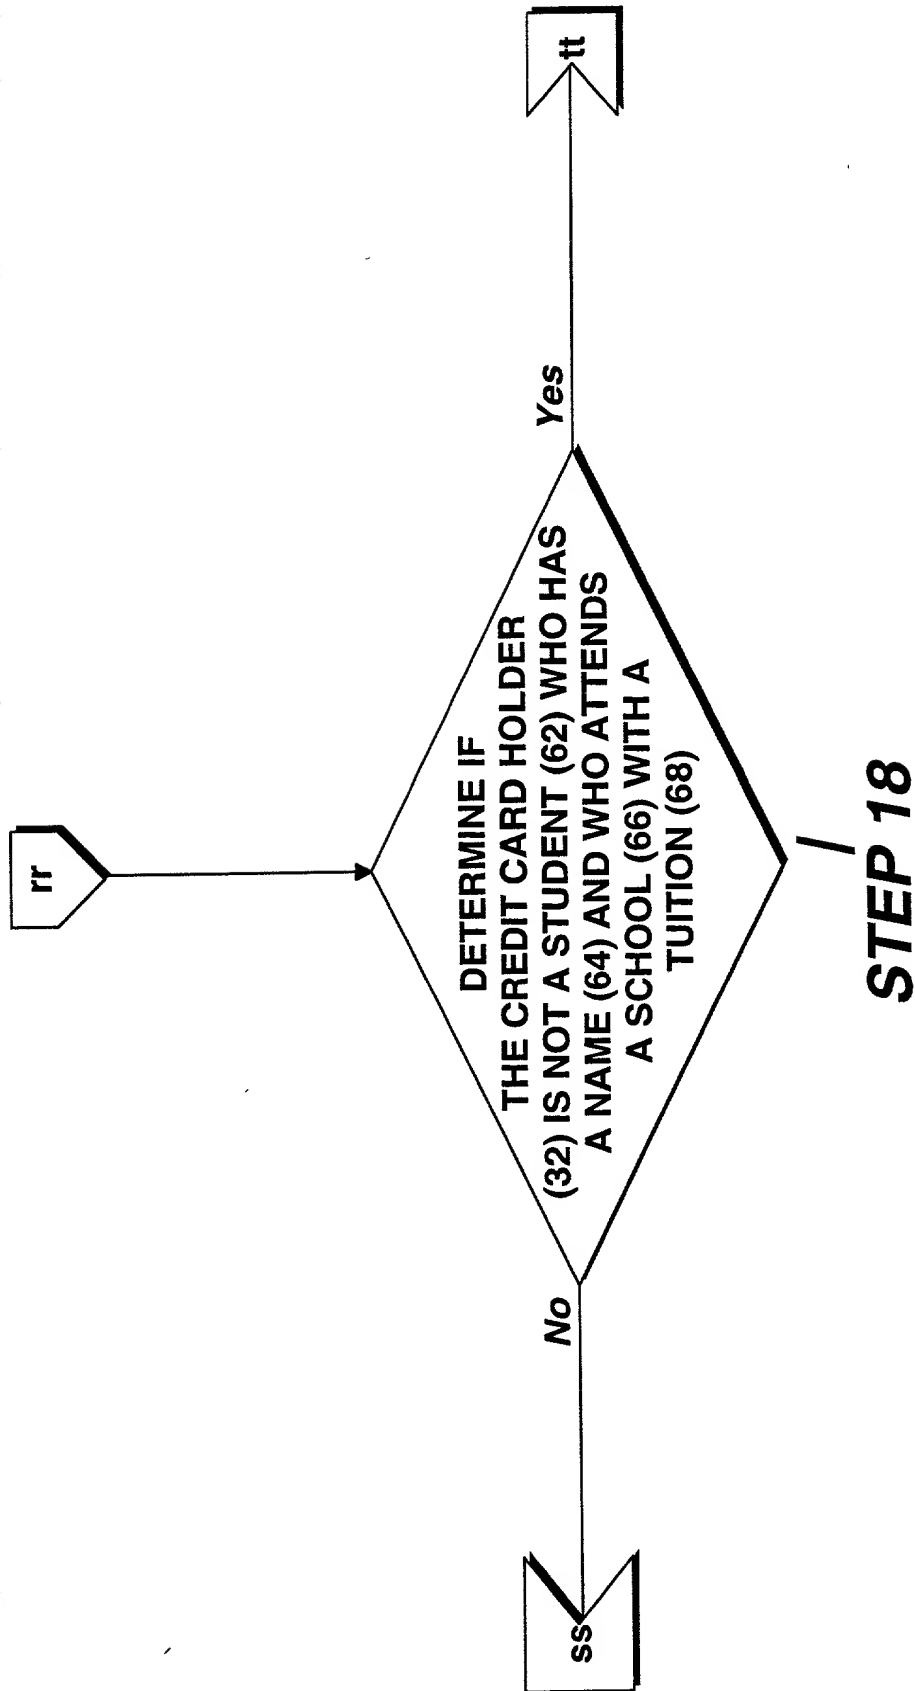 rr
DETERMINE IF
THE CREDIT CARD HOLDER
(32) IS NOT A STUDENT (62) WHO HAS
A NAME (64) AND WHO ATTENDS
A SCHOOL (66) WITH A
TUITION (68)
No
Yes
ss
tt
STEP 18